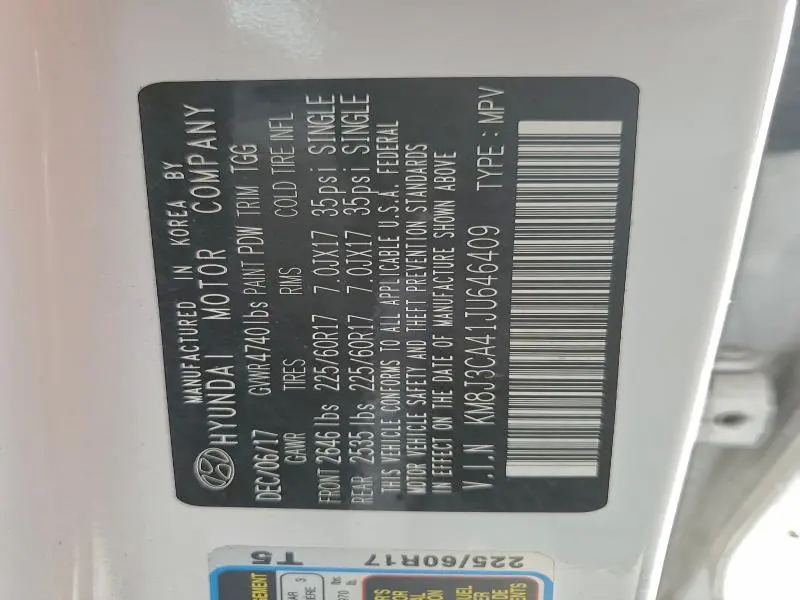 MANUFACTURED IN KOREA BY
HYUNDAI MOTOR COMPANY
DEC/06/17 GVWR 4740lbs PAINT PDW TRIM TGG
GAWR TIRES RIMS COLD TIRE INFL
FRONT 2646 lbs 225/60R17 7.0JX17 35psi SINGLE
REAR 2535 lbs 225/60R17 7.0JX17 35psi SINGLE
THIS VEHICLE CONFORMS TO ALL APPLICABLE U.S.A. FEDERAL
MOTOR VEHICLE SAFETY AND THEFT PREVENTION STANDARDS
IN EFFECT ON THE DATE OF MANUFACTURE SHOWN ABOVE
V.I.N KM8J3CA41JU646409 TYPE : MPV
T5
225/60R17